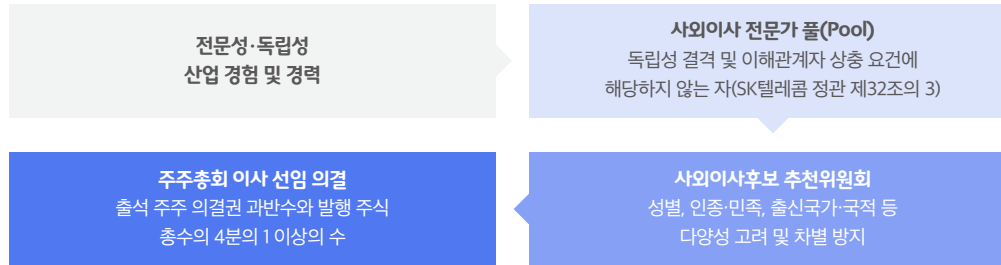 전문성·독립성
산업 경험 및 경력
사외이사 전문가 풀(Pool)
독립성 결격 및 이해관계자 상충 요건에
해당하지 않는 자(SK텔레콤 정관 제32조의 3)
사외이사후보 추천위원회
성별, 인종·민족, 출신국가·국적 등
다양성 고려 및 차별 방지
주주총회 이사 선임 의결
출석 주주 의결권 과반수와 발행 주식
총수의 4분의 1 이상의 수